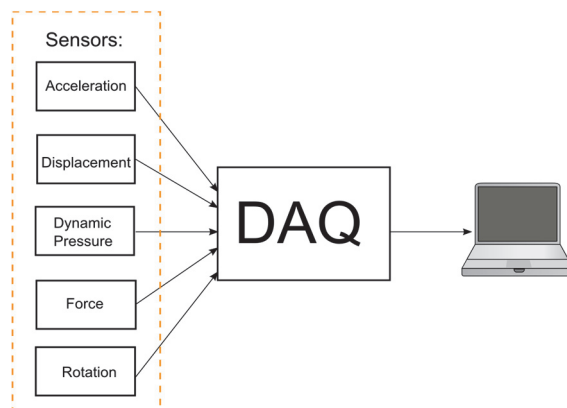 Sensors:
Acceleration
Displacement
Dynamic
Pressure
Force
Rotation
DAQ